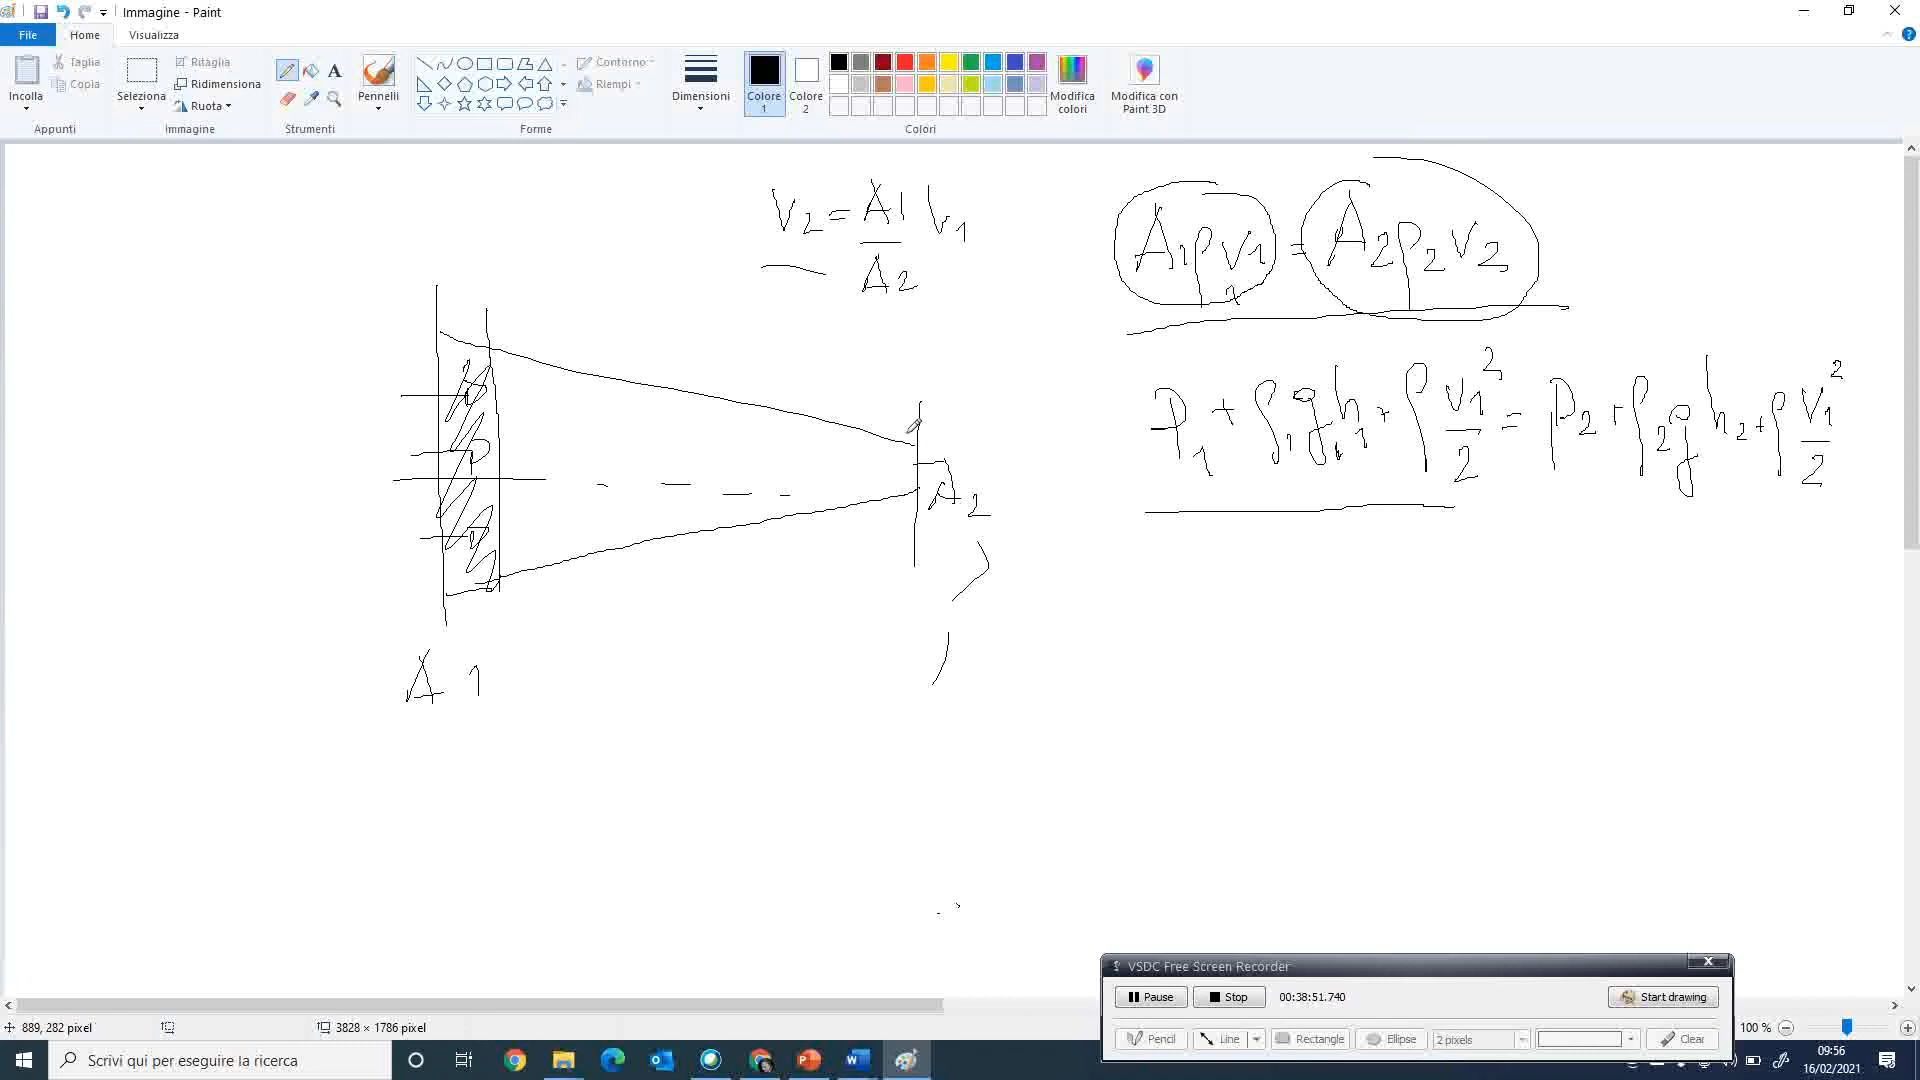 Immagine - Paint
File Home Visualizza
Incolla
Taglia
Copia
Appunti
Seleziona
Ritaglia
Ridimensiona
Ruota
Immagine
Strumenti
Pennelli
Contorno
Riempi
Forme
Dimensioni
Colore 1
Colore 2
Colori
Modifica colori
Modifica con Paint 3D
V2 = A1/A2 V1
A1ρ1V1 = A2ρ2V2
P1 + ρ1gh1 + ρ V1²/2 = P2 + ρ2gh2 + ρ V1²/2
A2
A1
VSDC Free Screen Recorder
Pause Stop 00:38:51.740 Start drawing
Pencil Line Rectangle Ellipse 2 pixels Clear
889, 282 pixel
3828 × 1786 pixel
100 %
Scrivi qui per eseguire la ricerca
09:56
16/02/2021